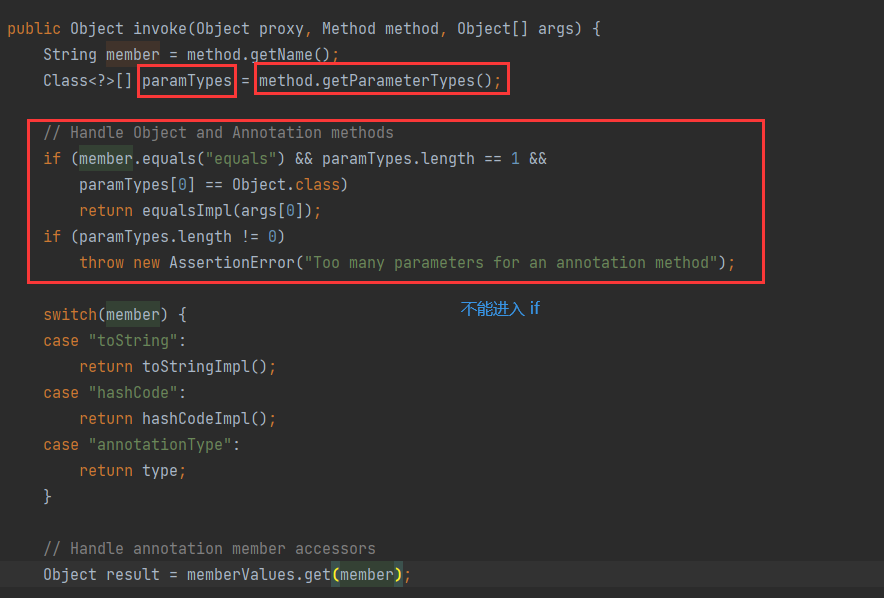 public Object invoke(Object proxy, Method method, Object[] args) {
String member = method.getName();
Class<?>[] paramTypes = method.getParameterTypes();
// Handle Object and Annotation methods
if (member.equals("equals") && paramTypes.length == 1 &&
paramTypes[0] == Object.class)
return equalsImpl(args[0]);
if (paramTypes.length != 0)
throw new AssertionError("Too many parameters for an annotation method");
不能进入 if
switch(member) {
case "toString":
return toStringImpl();
case "hashCode":
return hashCodeImpl();
case "annotationType":
return type;
}
// Handle annotation member accessors
Object result = memberValues.get(member);